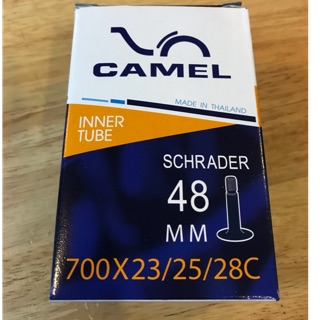 CAMEL
MADE IN THAILAND
INNER
TUBE
SCHRADER
48
MM
700X23/25/28C